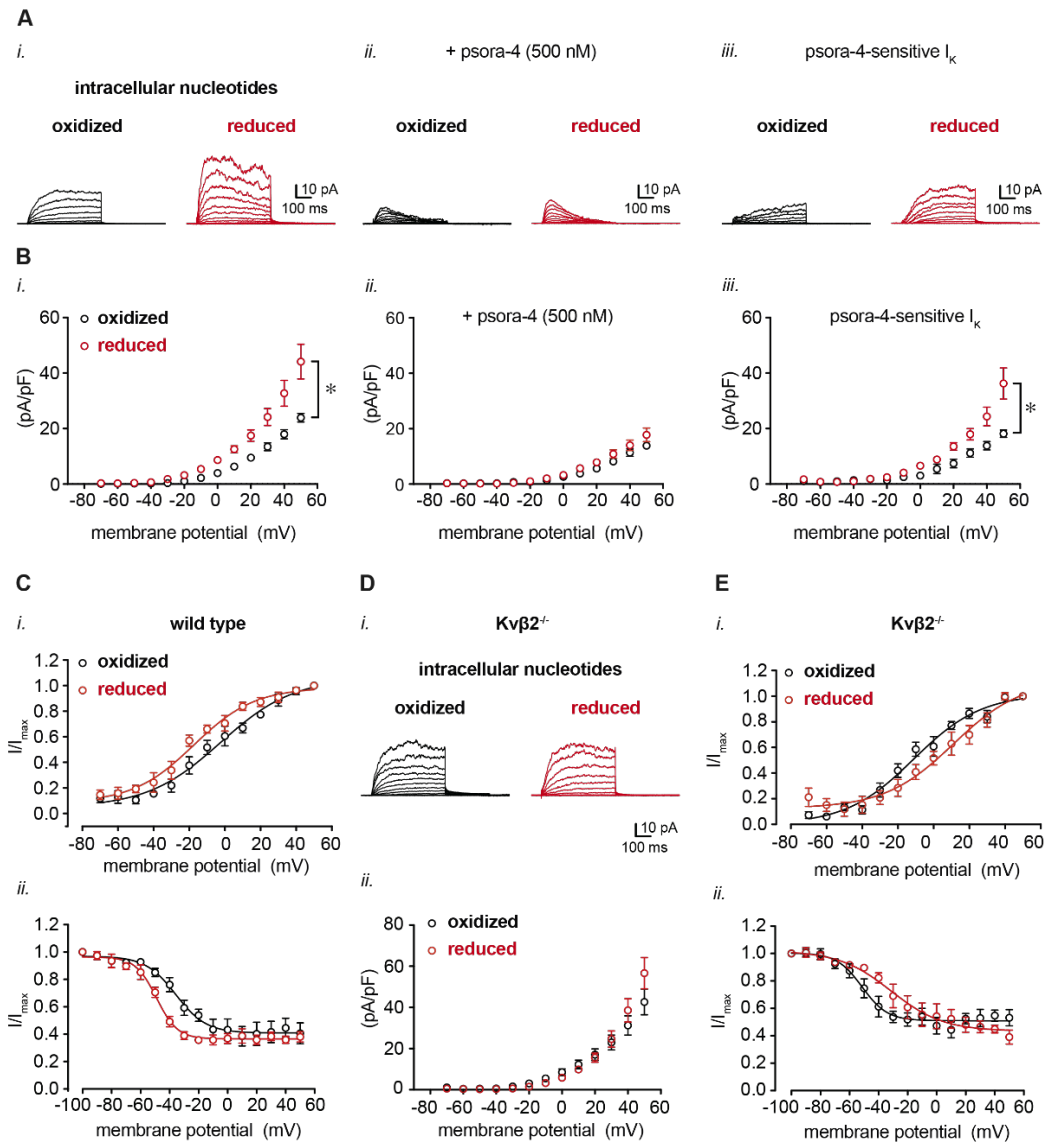 A
i.
ii.
+ psora-4 (500 nM)
iii.
psora-4-sensitive IK
intracellular nucleotides
oxidized
reduced
oxidized
reduced
oxidized
reduced
10 pA
100 ms
10 pA
100 ms
10 pA
100 ms
B
i.
ii.
iii.
60
40
20
0
(pA/pF)
oxidized
reduced
*
-80 -60 -40 -20 0 20 40 60
membrane potential (mV)
+ psora-4 (500 nM)
60
40
20
0
(pA/pF)
-80 -60 -40 -20 0 20 40 60
membrane potential (mV)
psora-4-sensitive IK
60
40
20
0
(pA/pF)
*
-80 -60 -40 -20 0 20 40 60
membrane potential (mV)
C
i.
wild type
1.2
1.0
0.8
0.6
0.4
0.2
0.0
I/Imax
oxidized
reduced
-80 -60 -40 -20 0 20 40 60
membrane potential (mV)
ii.
1.2
1.0
0.8
0.6
0.4
0.2
0.0
I/Imax
-100 -80 -60 -40 -20 0 20 40 60
membrane potential (mV)
D
i.
Kvβ2-/-
intracellular nucleotides
oxidized
reduced
10 pA
100 ms
ii.
80
60
40
20
0
(pA/pF)
oxidized
reduced
-80 -60 -40 -20 0 20 40 60
membrane potential (mV)
E
i.
Kvβ2-/-
1.2
1.0
0.8
0.6
0.4
0.2
0.0
I/Imax
oxidized
reduced
-80 -60 -40 -20 0 20 40 60
membrane potential (mV)
ii.
1.2
1.0
0.8
0.6
0.4
0.2
0.0
I/Imax
-100 -80 -60 -40 -20 0 20 40 60
membrane potential (mV)